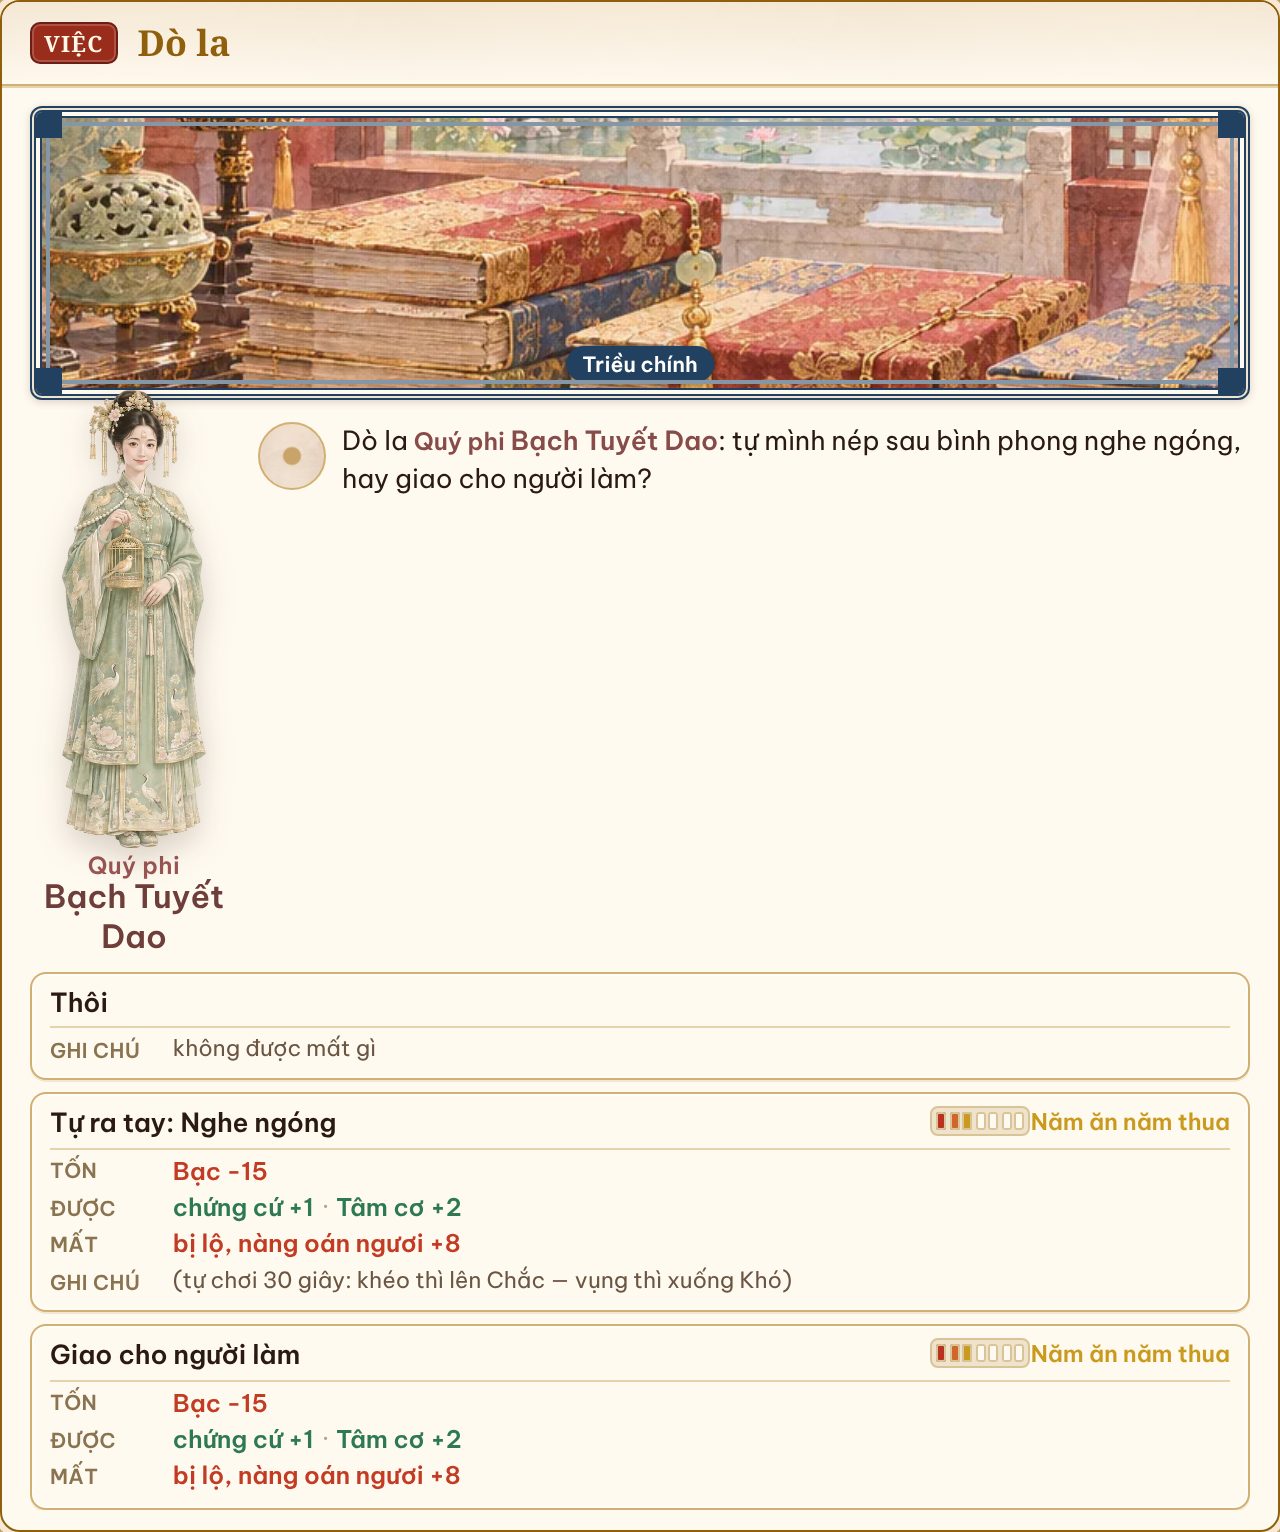 VIỆC Dò la
Triều chính
Dò la Quý phi Bạch Tuyết Dao: tự mình nép sau bình phong nghe ngóng,
hay giao cho người làm?
Quý phi
Bạch Tuyết
Dao
Thôi
GHI CHÚ không được mất gì
Tự ra tay: Nghe ngóng Năm ăn năm thua
TỐN Bạc -15
ĐƯỢC chứng cứ +1 · Tâm cơ +2
MẤT bị lộ, nàng oán ngươi +8
GHI CHÚ (tự chơi 30 giây: khéo thì lên Chắc — vụng thì xuống Khó)
Giao cho người làm Năm ăn năm thua
TỐN Bạc -15
ĐƯỢC chứng cứ +1 · Tâm cơ +2
MẤT bị lộ, nàng oán ngươi +8